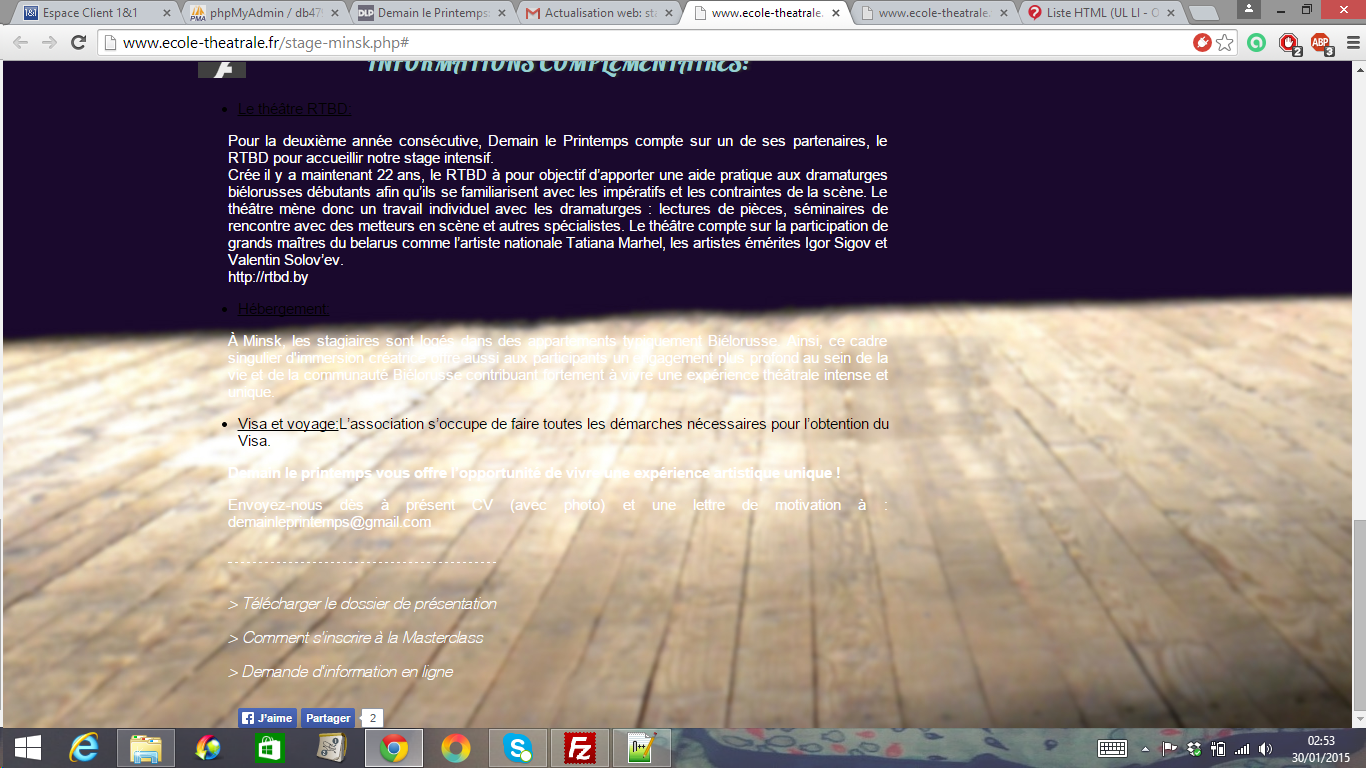 Espace Client 1&1
phpMyAdmin / db47
Demain le Printemps:
Actualisation web: sta
www.ecole-theatrale.
www.ecole-theatrale.
Liste HTML (UL LI - O
www.ecole-theatrale.fr/stage-minsk.php#
2
3
INFORMATIONS COMPLÉMENTAIRES:
Le théâtre RTBD:
Pour la deuxième année consécutive, Demain le Printemps compte sur un de ses partenaires, le
RTBD pour accueillir notre stage intensif.
Crée il y a maintenant 22 ans, le RTBD à pour objectif d'apporter une aide pratique aux dramaturges
biélorusses débutants afin qu'ils se familiarisent avec les impératifs et les contraintes de la scène. Le
théâtre mène donc un travail individuel avec les dramaturges : lectures de pièces, séminaires de
rencontre avec des metteurs en scène et autres spécialistes. Le théâtre compte sur la participation de
grands maîtres du belarus comme l'artiste nationale Tatiana Marhel, les artistes émérites Igor Sigov et
Valentin Solov'ev.
http://rtbd.by
Hébergement:
À Minsk, les stagiaires sont logés dans des appartements typiquement Biélorusse. Ainsi, ce cadre
singulier d'immersion créatrice offre aussi aux participants un engagement plus profond au sein de la
vie et de la communauté Biélorusse contribuant fortement à vivre une expérience théâtrale intense et
unique.
Visa et voyage:L'association s'occupe de faire toutes les démarches nécessaires pour l'obtention du
Visa.
Demain le printemps vous offre l'opportunité de vivre une expérience artistique unique !
Envoyez-nous dès à présent CV (avec photo) et une lettre de motivation à :
demainleprintemps@gmail.com
--------------------------------------------
> Télécharger le dossier de présentation
> Comment s'inscrire à la Masterclass
> Demande d'information en ligne
J'aime Partager 2
02:53
30/01/2015